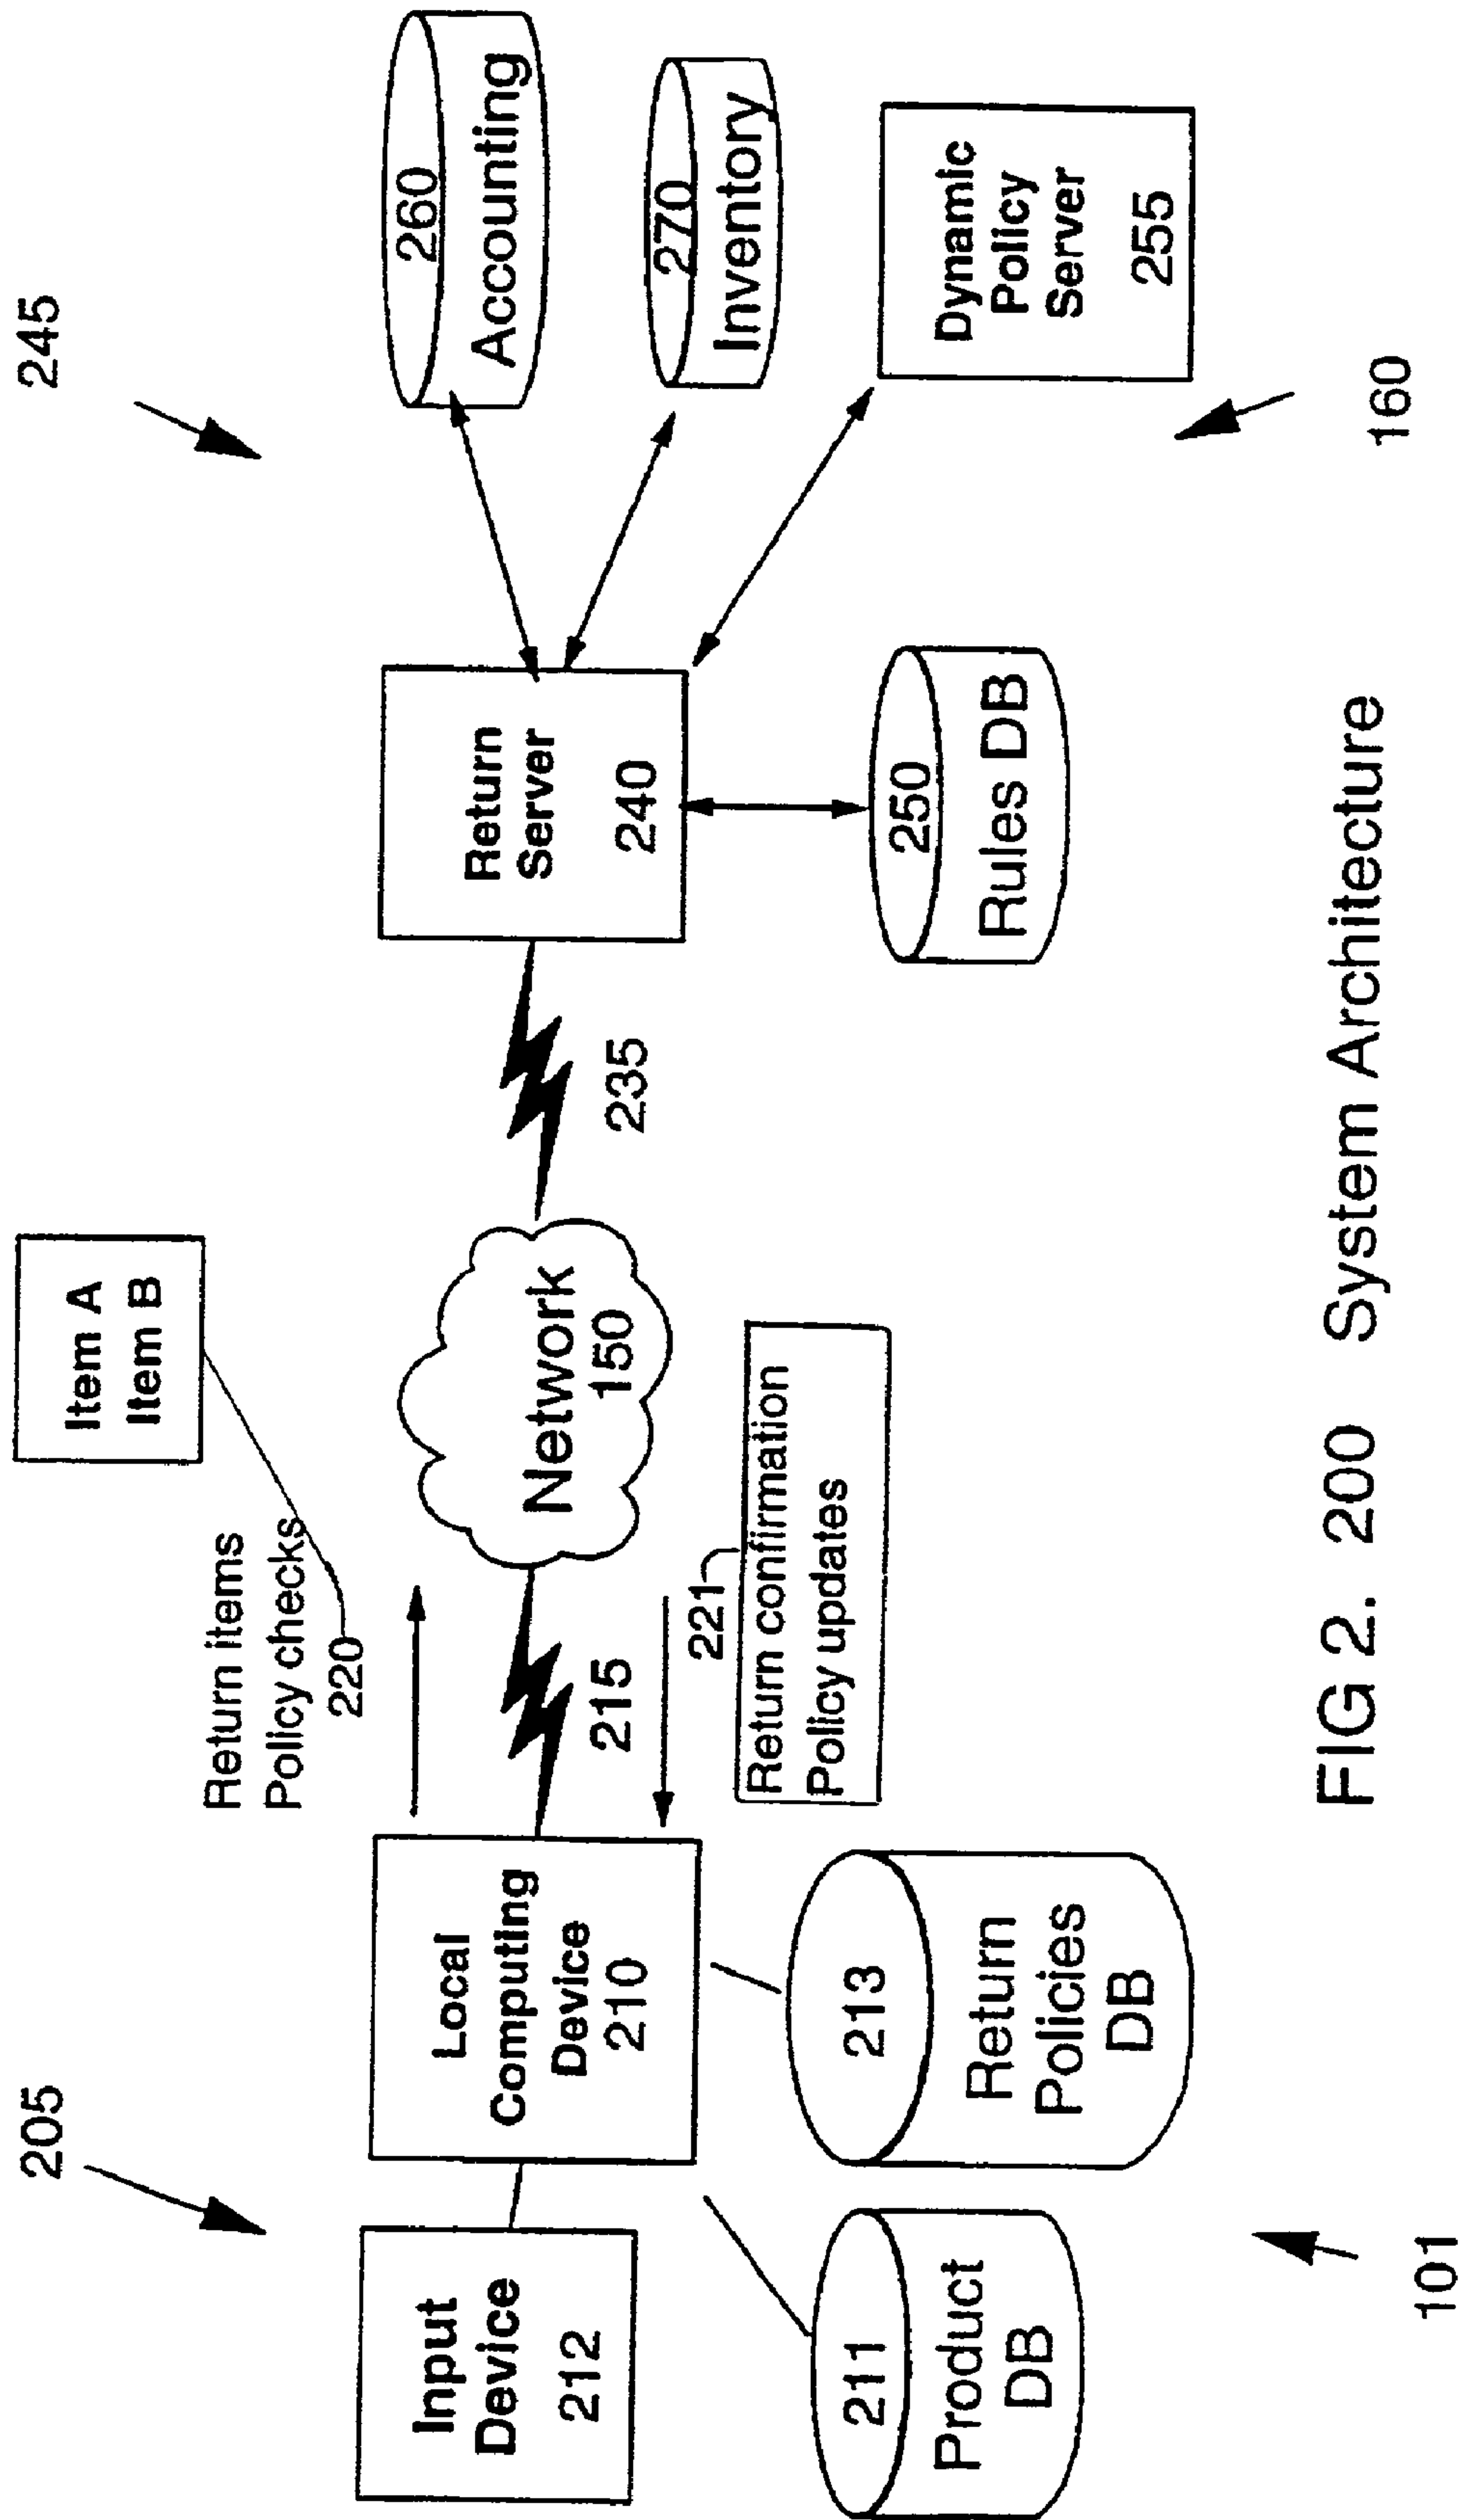 205
245
Item A
Item B
Return items
Policy checks
220
Input
Device
212
Local
Computing
Device
210
215
Network
150
235
Return
Server
240
260
Accounting
270
Inventory
Dynamic
Policy
Server
255
221
Return confirmation
Policy updates
211
Product
DB
213
Return
Policies
DB
250
Rules DB
101
160
FIG 2. 200 System Architecture